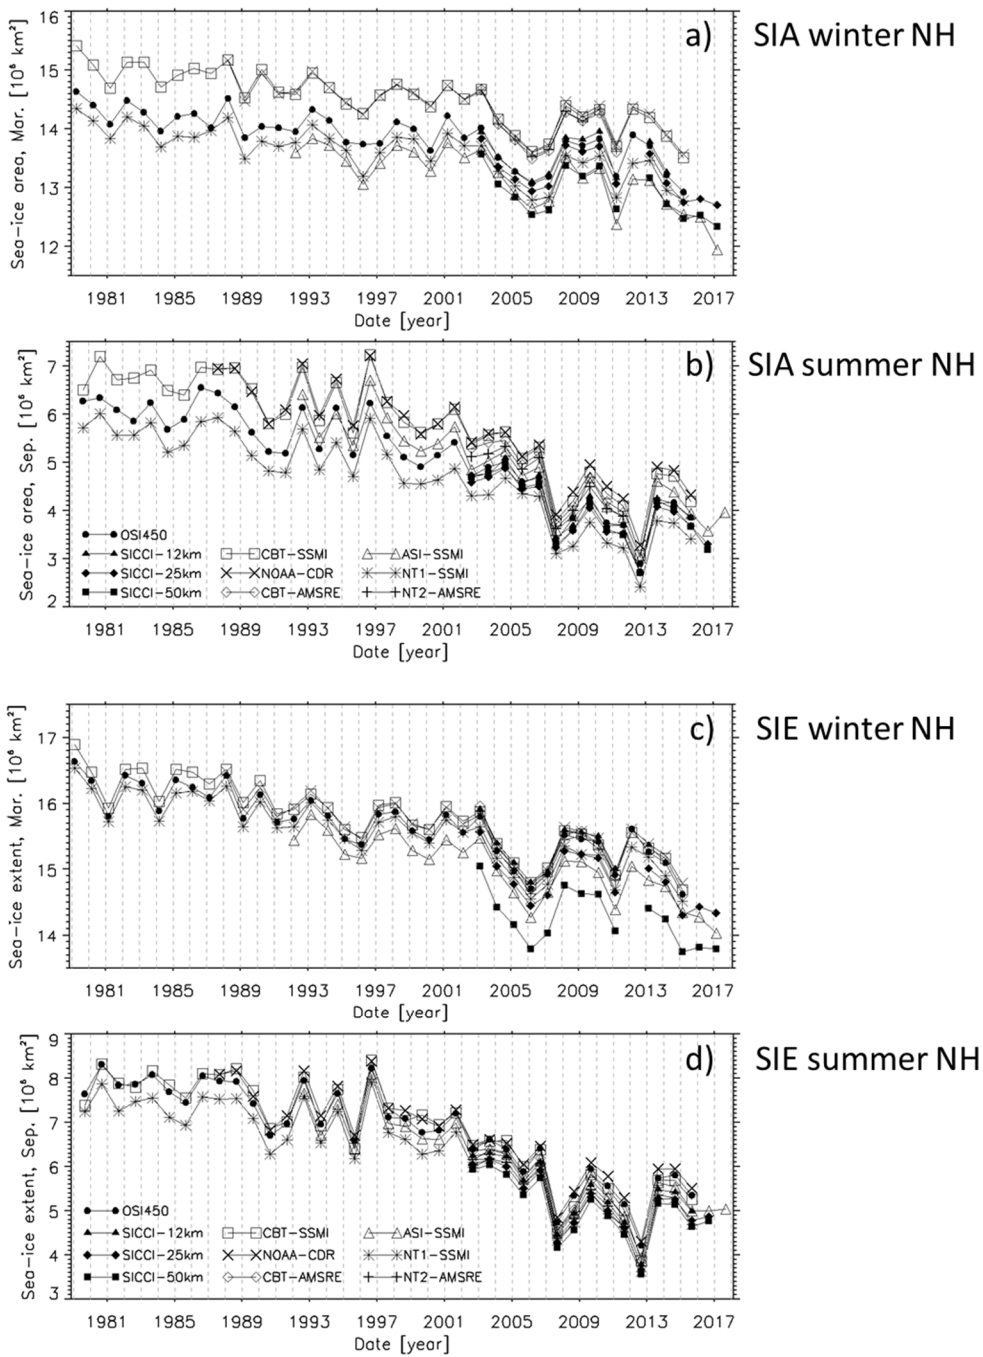 16
15
14
13
12
Sea-ice area, Mar. [10⁶ km²]
a)
SIA winter NH
1981 1985 1989 1993 1997 2001 2005 2009 2013 2017
Date [year]
7
6
5
4
3
2
Sea-ice area, Sep. [10⁶ km²]
b)
SIA summer NH
OSI450
SICCI-12km CBT-SSMI ASI-SSMI
SICCI-25km NOAA-CDR NT1-SSMI
SICCI-50km CBT-AMSRE NT2-AMSRE
1981 1985 1989 1993 1997 2001 2005 2009 2013 2017
Date [year]
17
16
15
14
Sea-ice extent, Mar. [10⁶ km²]
c)
SIE winter NH
1981 1985 1989 1993 1997 2001 2005 2009 2013 2017
Date [year]
9
8
7
6
5
4
3
Sea-ice extent, Sep. [10⁶ km²]
d)
SIE summer NH
OSI450
SICCI-12km CBT-SSMI ASI-SSMI
SICCI-25km NOAA-CDR NT1-SSMI
SICCI-50km CBT-AMSRE NT2-AMSRE
1981 1985 1989 1993 1997 2001 2005 2009 2013 2017
Date [year]